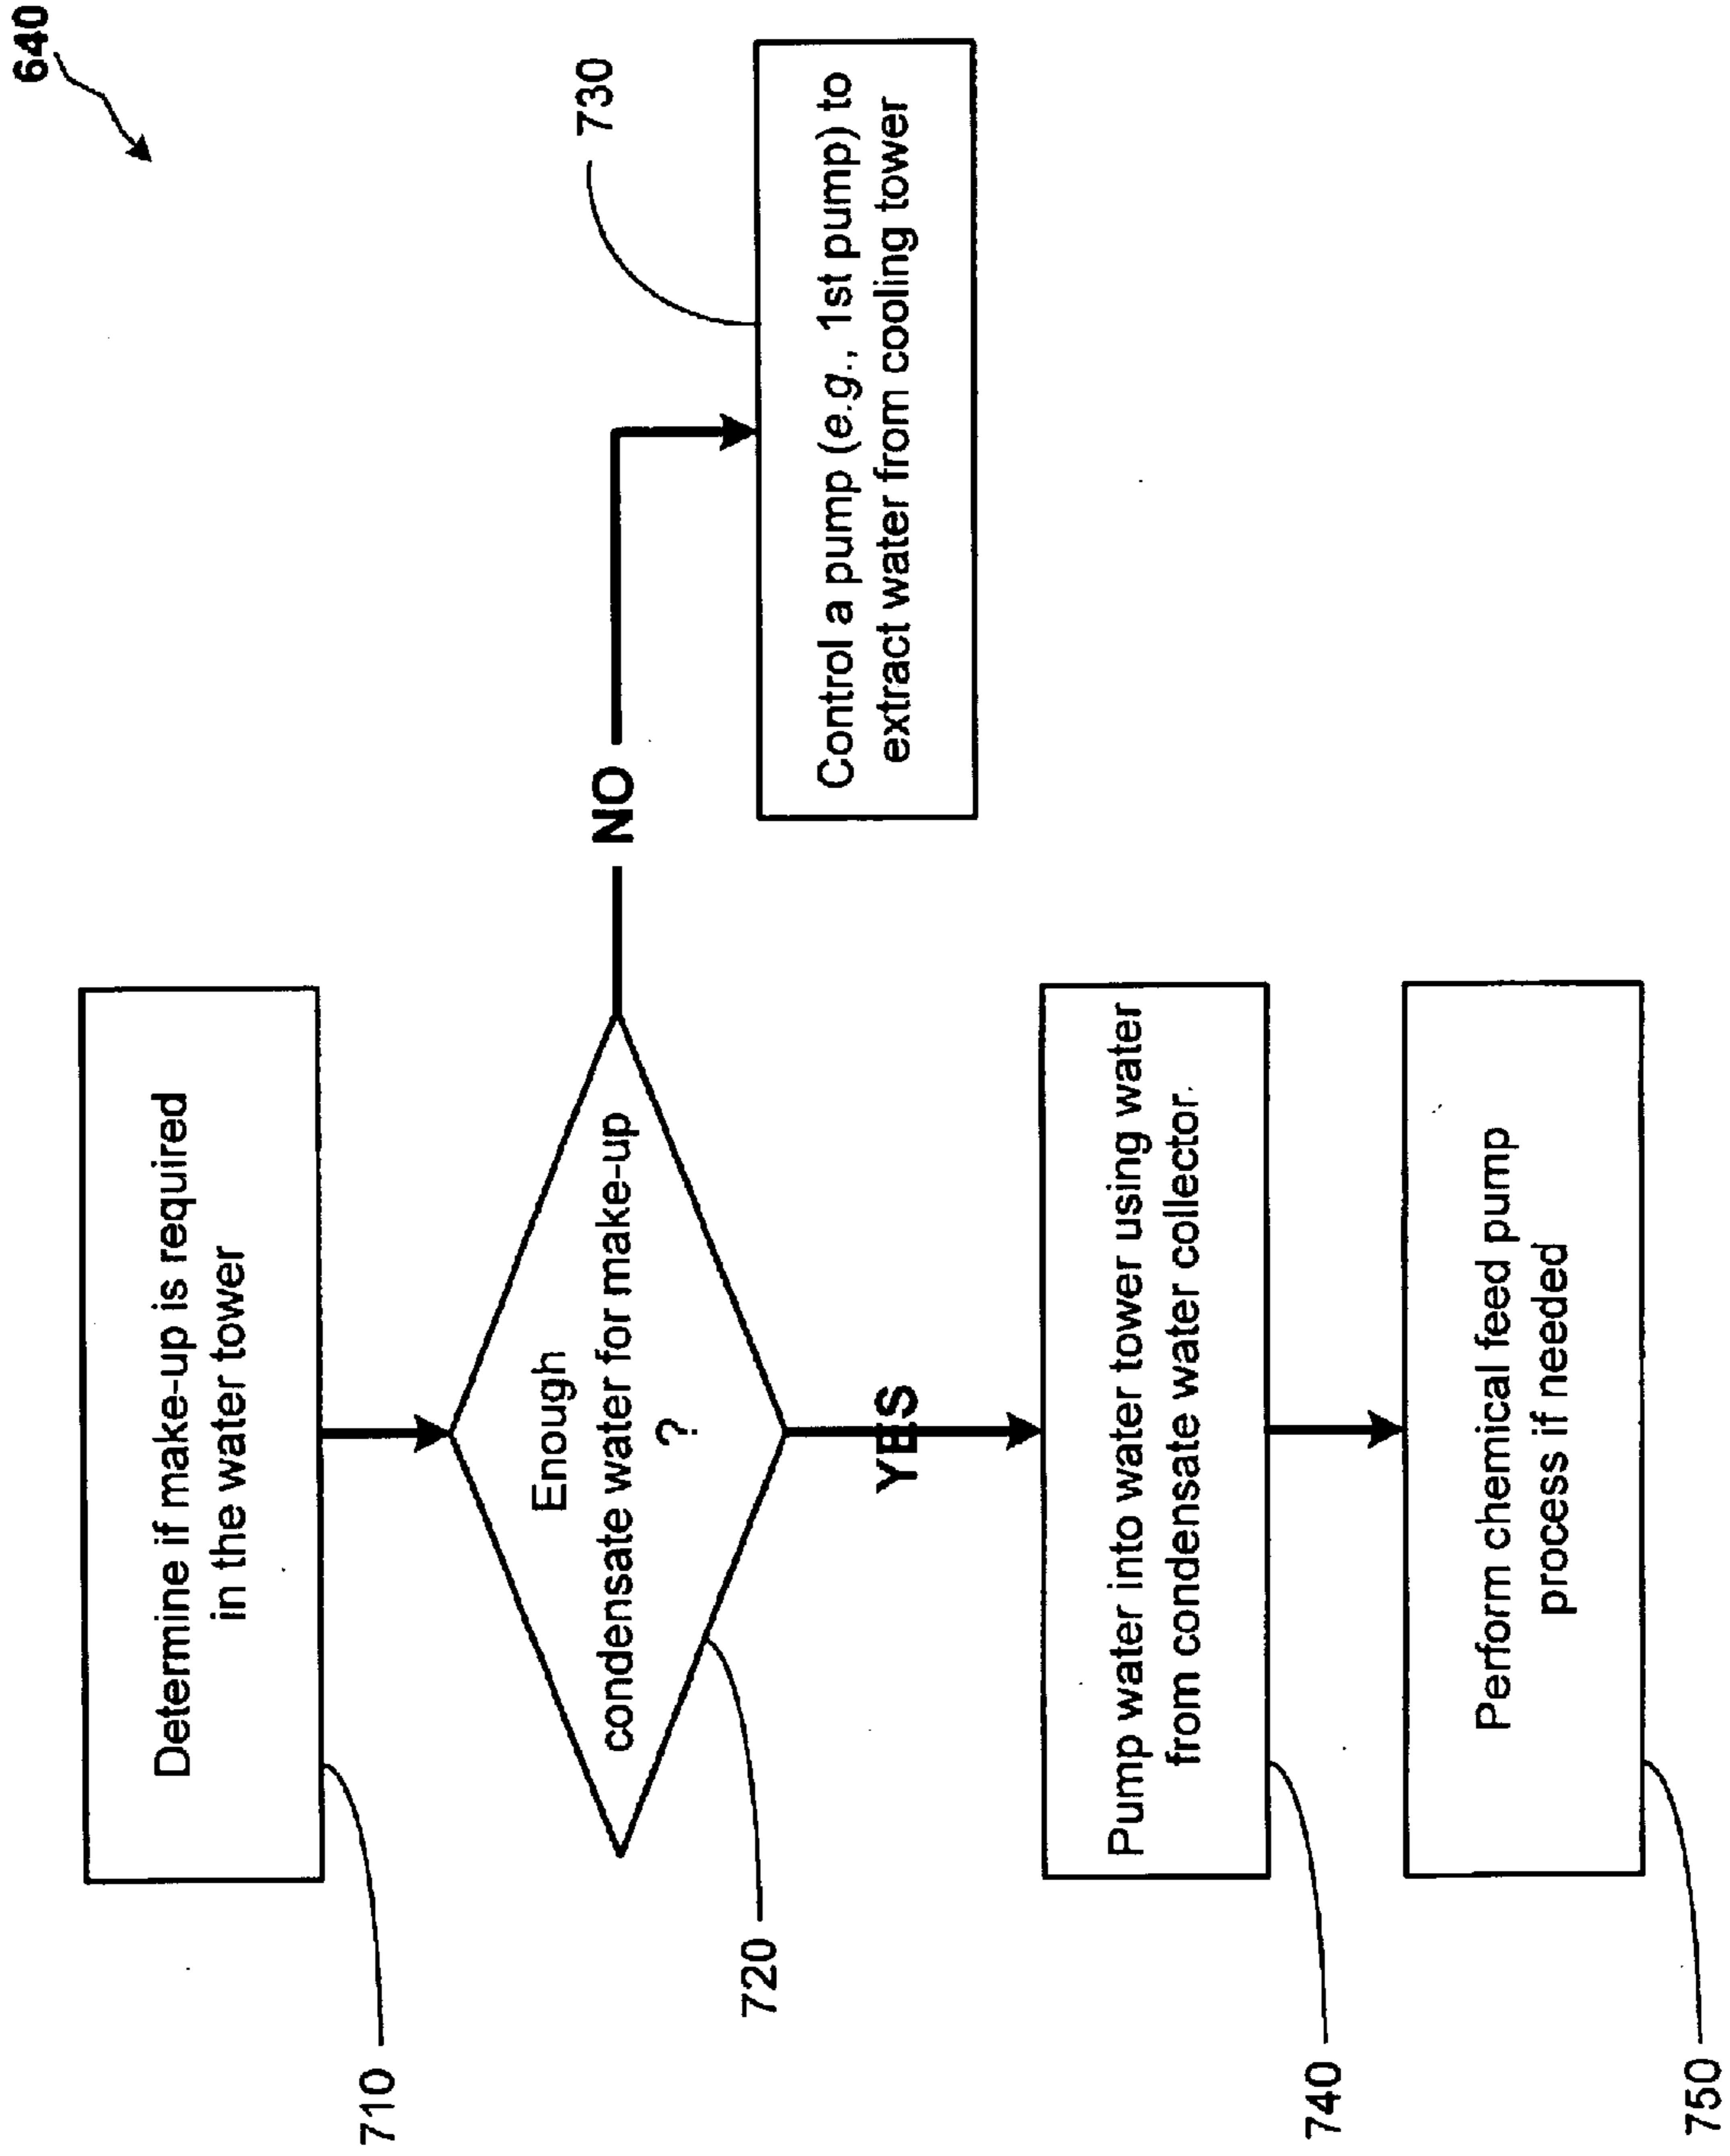 640
710
Determine if make-up is required
in the water tower
720
Enough
condensate water for make-up
?
NO
730
Control a pump (e.g., 1st pump) to
extract water from cooling tower
YES
740
Pump water into water tower using water
from condensate water collector.
750
Perform chemical feed pump
process if needed